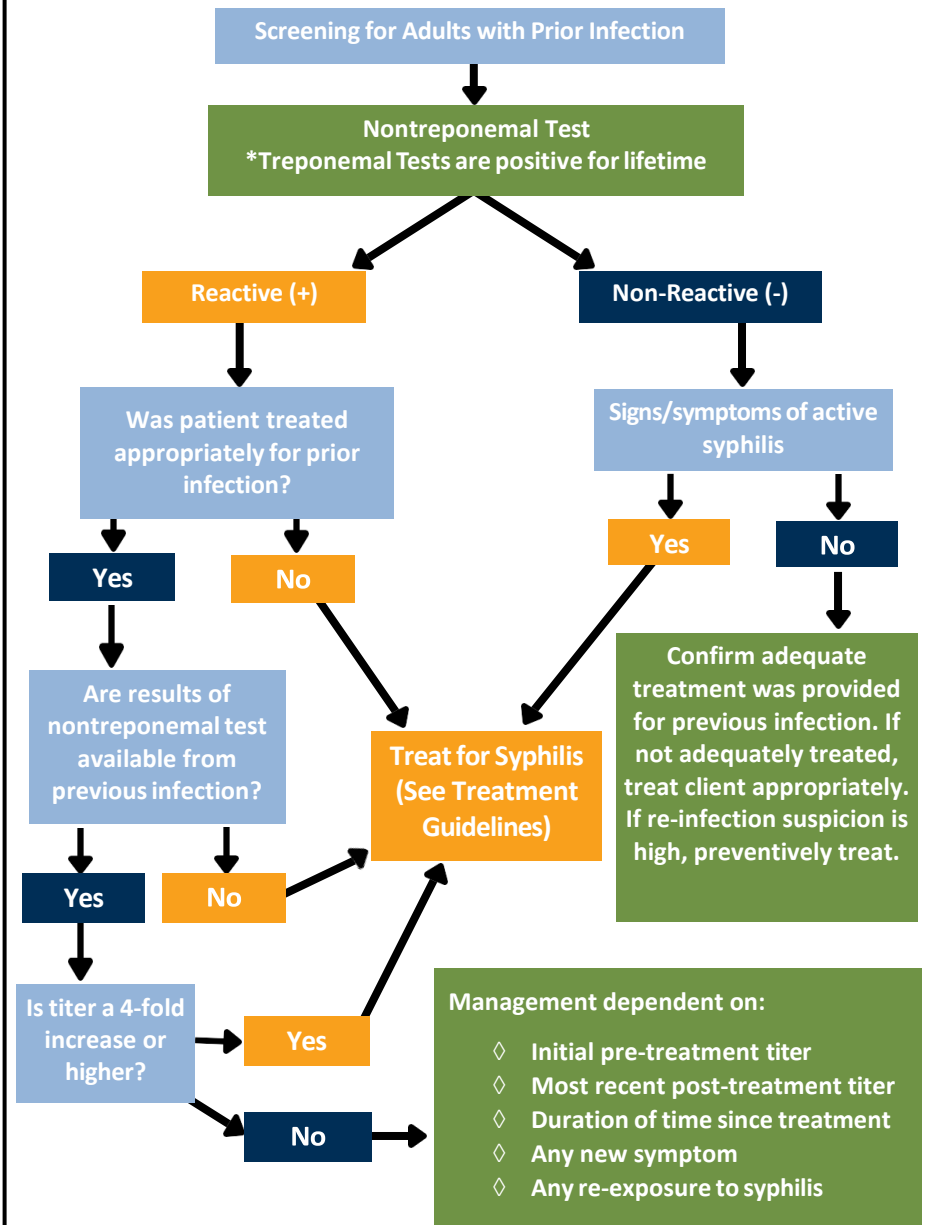 Screening for Adults with Prior Infection
Nontreponemal Test
*Treponemal Tests are positive for lifetime
Reactive (+)
Non-Reactive (-)
Was patient treated
appropriately for prior
infection?
Signs/symptoms of active
syphilis
Yes
No
Yes
No
Are results of
nontreponemal test
available from
previous infection?
Treat for Syphilis
(See Treatment
Guidelines)
Confirm adequate
treatment was provided
for previous infection. If
not adequately treated,
treat client appropriately.
If re-infection suspicion is
high, preventively treat.
Yes
No
Is titer a 4-fold
increase or
higher?
Yes
No
Management dependent on:
◊ Initial pre-treatment titer
◊ Most recent post-treatment titer
◊ Duration of time since treatment
◊ Any new symptom
◊ Any re-exposure to syphilis